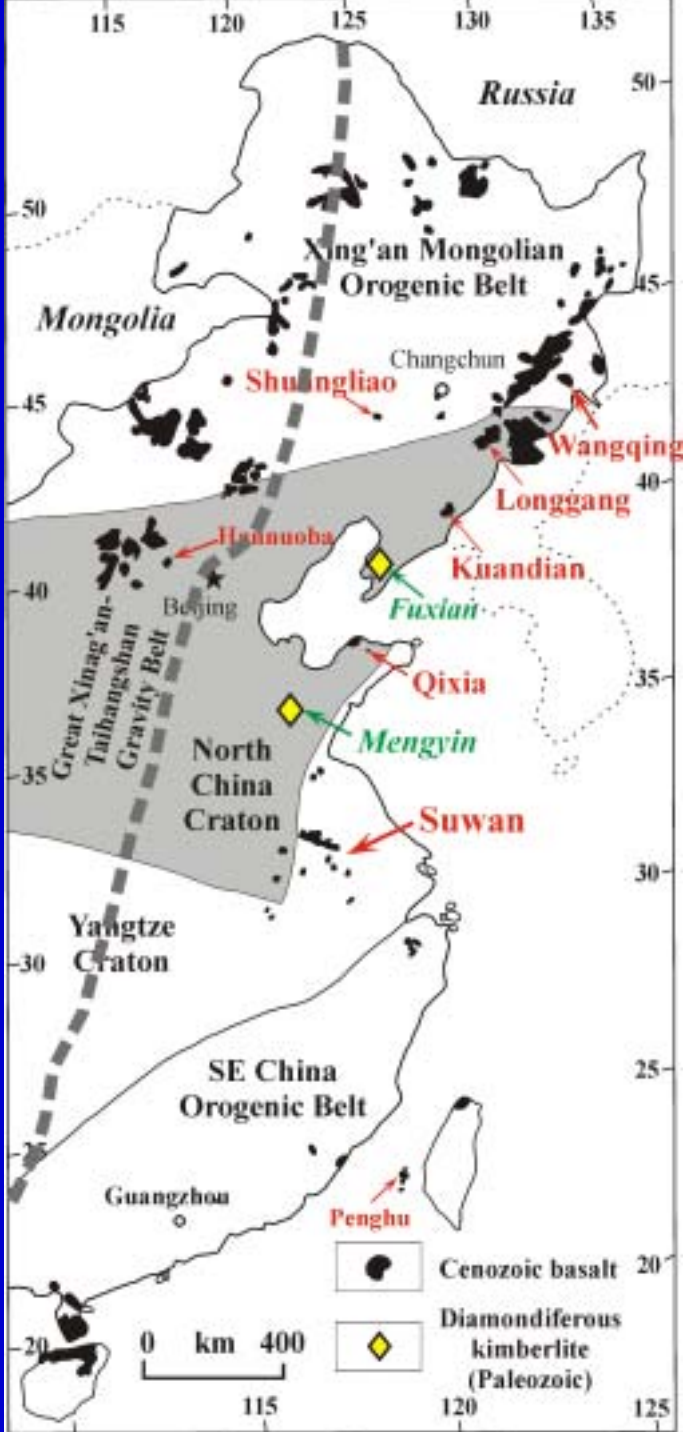 115 120 125 130 135
50
Russia
50
Xing'an Mongolian
Orogenic Belt
45
Mongolia
Changchun
Shuangliao
45
Wangqing
Longgang
40
Hannuoba
Kuandian
40
Beijing
Fuxian
Great Xinag'an-
Taihangshan
Gravity Belt
Qixia
35
Mengyin
North
China
Craton
35
Suwan
30
Yangtze
Craton
30
SE China
Orogenic Belt
25
25
Guangzhou
Penghu
20
Cenozoic basalt
Diamondiferous
kimberlite
(Paleozoic)
20
0 km 400
115 120 125